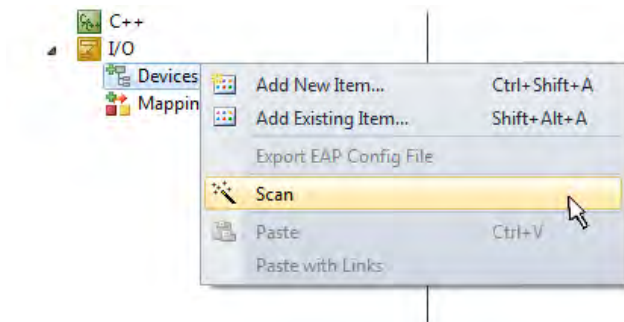 C++
I/O
Devices
Mappin
Add New Item... Ctrl+Shift+A
Add Existing Item... Shift+Alt+A
Export EAP Config File
Scan
Paste Ctrl+V
Paste with Links